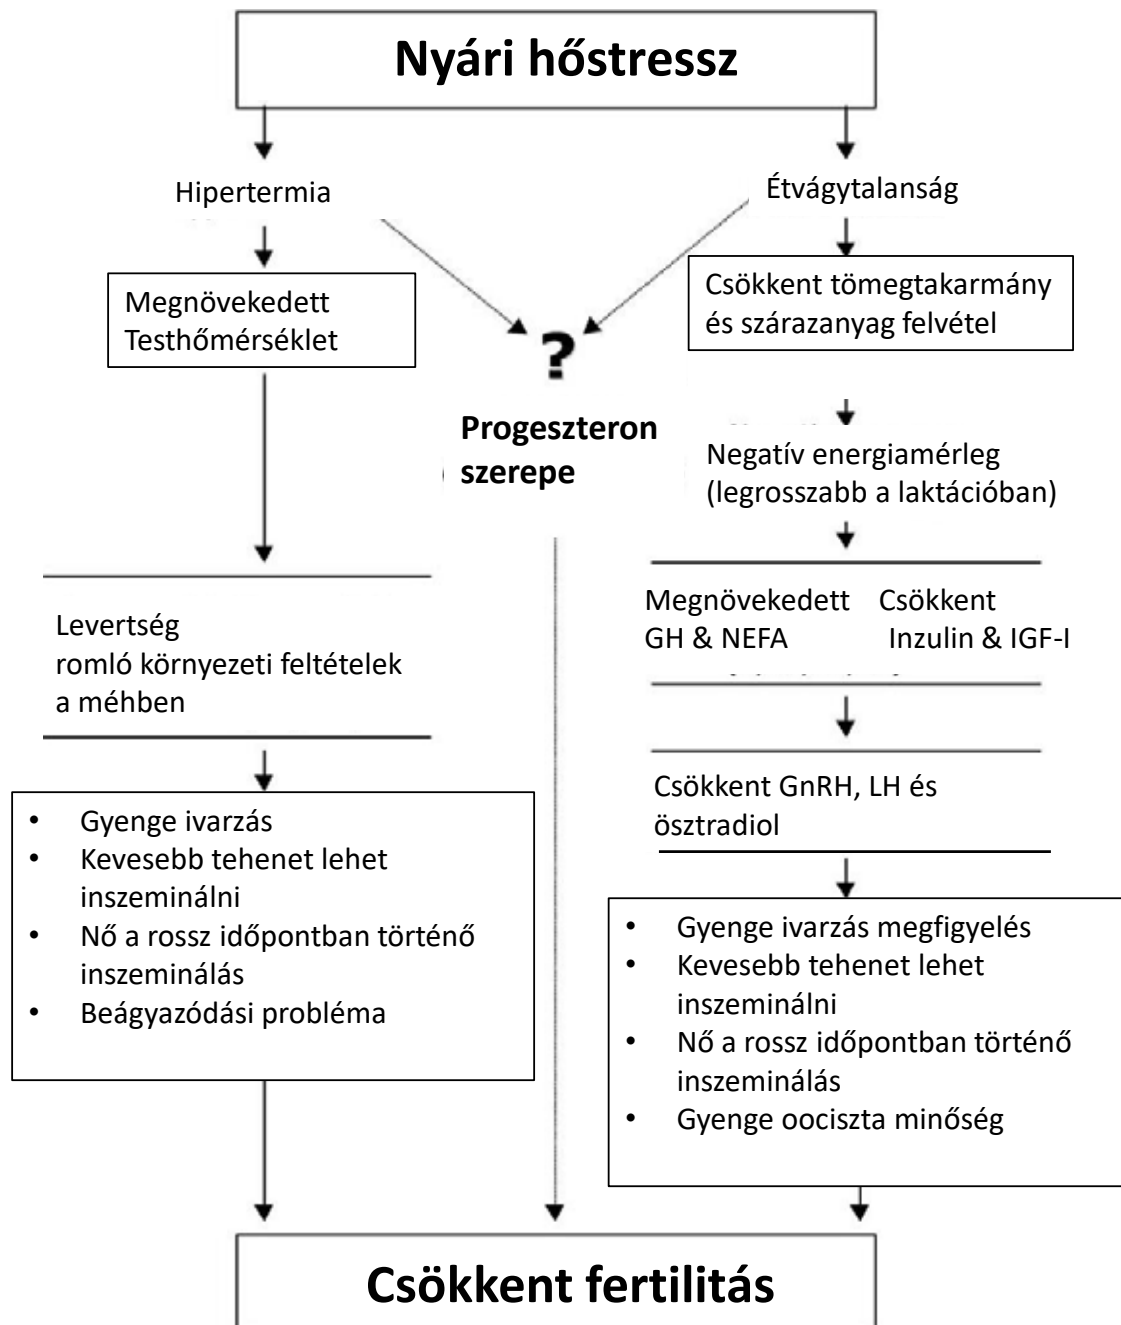 Nyári hőstressz
Hipertermia
Étvágytalanság
Megnövekedett
Testhőmérséklet
Csökkent tömegtakarmány
és szárazanyag felvétel
?
Progeszteron
szerepe
Negatív energiamérleg
(legrosszabb a laktációban)
Levertség
romló környezeti feltételek
a méhben
Megnövekedett Csökkent
GH & NEFA Inzulin & IGF-I
Csökkent GnRH, LH és
ösztradiol
• Gyenge ivarzás
• Kevesebb tehenet lehet
inszeminálni
• Nő a rossz időpontban történő
inszeminálás
• Beágyazódási probléma
• Gyenge ivarzás megfigyelés
• Kevesebb tehenet lehet
inszeminálni
• Nő a rossz időpontban történő
inszeminálás
• Gyenge oociszta minőség
Csökkent fertilitás